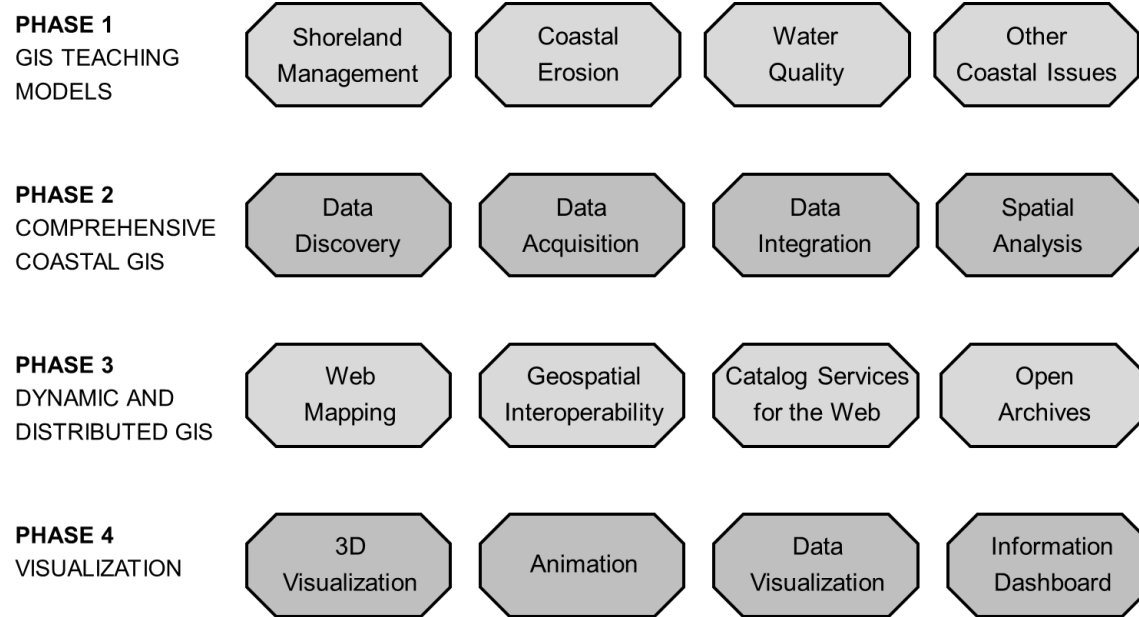 PHASE 1
GIS TEACHING
MODELS
Shoreland
Management
Coastal
Erosion
Water
Quality
Other
Coastal Issues
PHASE 2
COMPREHENSIVE
COASTAL GIS
Data
Discovery
Data
Acquisition
Data
Integration
Spatial
Analysis
PHASE 3
DYNAMIC AND
DISTRIBUTED GIS
Web
Mapping
Geospatial
Interoperability
Catalog Services
for the Web
Open
Archives
PHASE 4
VISUALIZATION
3D
Visualization
Animation
Data
Visualization
Information
Dashboard